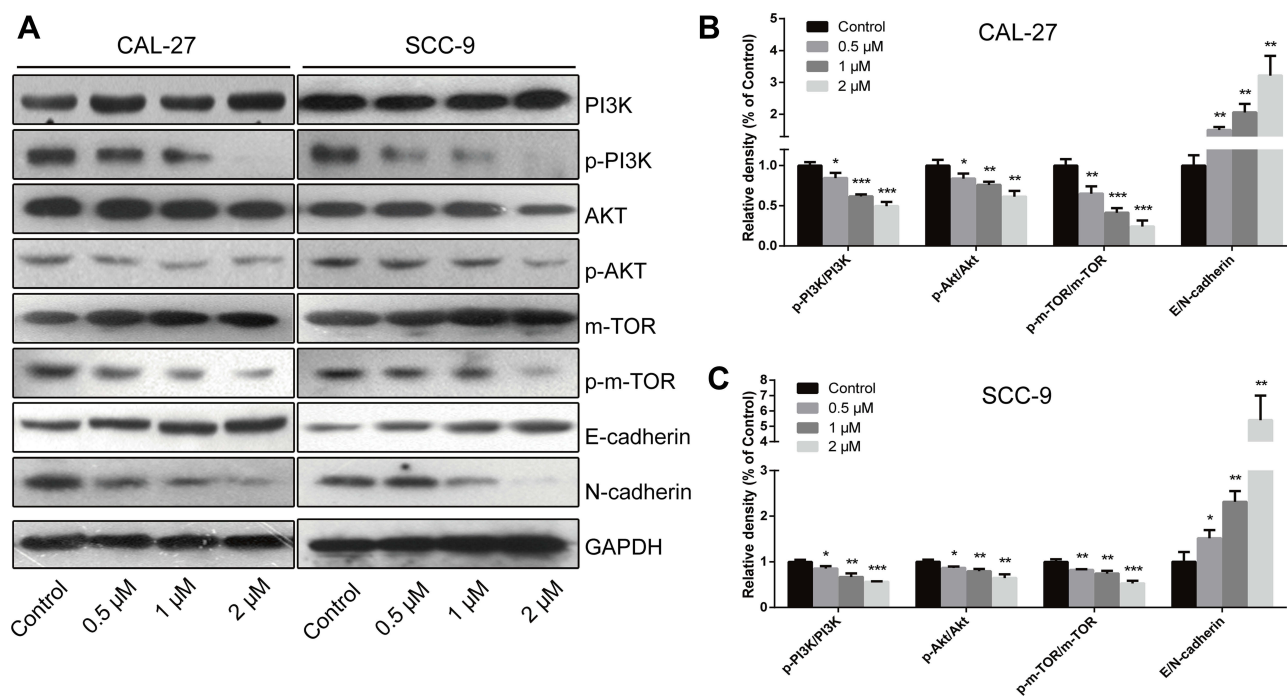 A
CAL-27
SCC-9
PI3K
p-PI3K
AKT
p-AKT
m-TOR
p-m-TOR
E-cadherin
N-cadherin
GAPDH
Control
0.5 µM
1 µM
2 µM
Control
0.5 µM
1 µM
2 µM
B
CAL-27
Control
0.5 µM
1 µM
2 µM
Relative density (% of Control)
6
5
4
3
2
1.0
0.5
0.0
*
***
***
*
**
**
**
***
***
**
**
**
p-PI3K/PI3K
p-Akt/Akt
p-m-TOR/m-TOR
E/N-cadherin
C
SCC-9
Control
0.5 µM
1 µM
2 µM
Relative density (% of Control)
8
7
6
5
4
3
2
1
0
*
**
***
*
**
**
**
**
***
*
**
**
p-PI3K/PI3K
p-Akt/Akt
p-m-TOR/m-TOR
E/N-cadherin